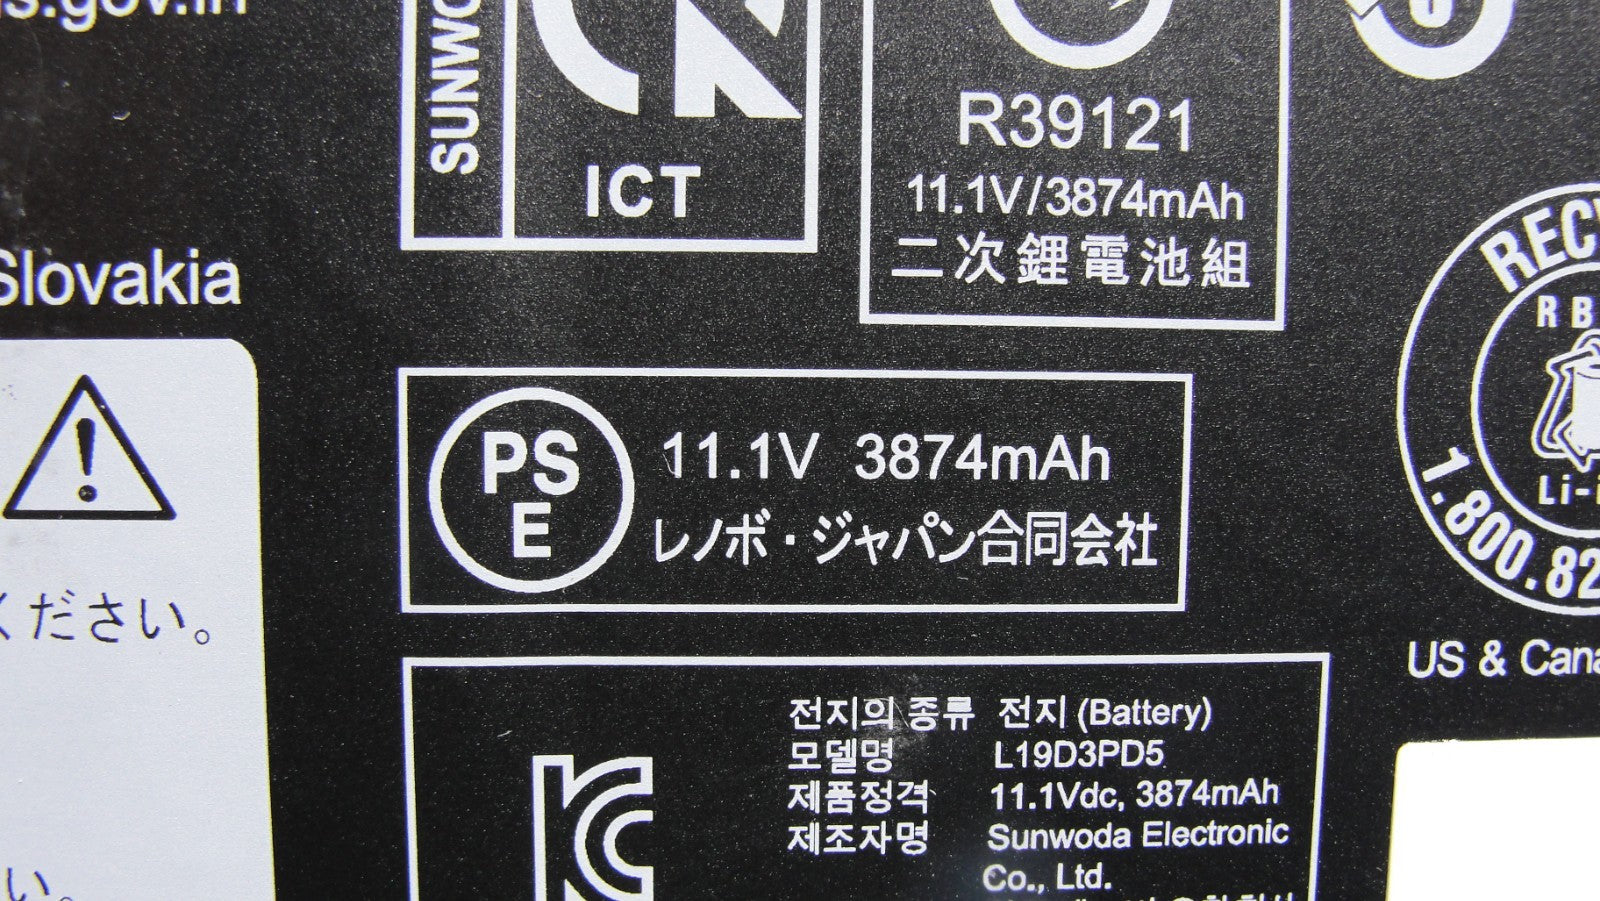 s.gov.in
SUNWO
ICT
R39121
11.1V/3874mAh
二次鋰電池組
Slovakia
RECY
RB
Li-i
1.800.82
US & Cana
PS
E
11.1V 3874mAh
レノボ・ジャパン合同会社
ください。
い。
전지의 종류 전지 (Battery)
모델명 L19D3PD5
제품정격 11.1Vdc, 3874mAh
제조자명 Sunwoda Electronic
Co., Ltd.